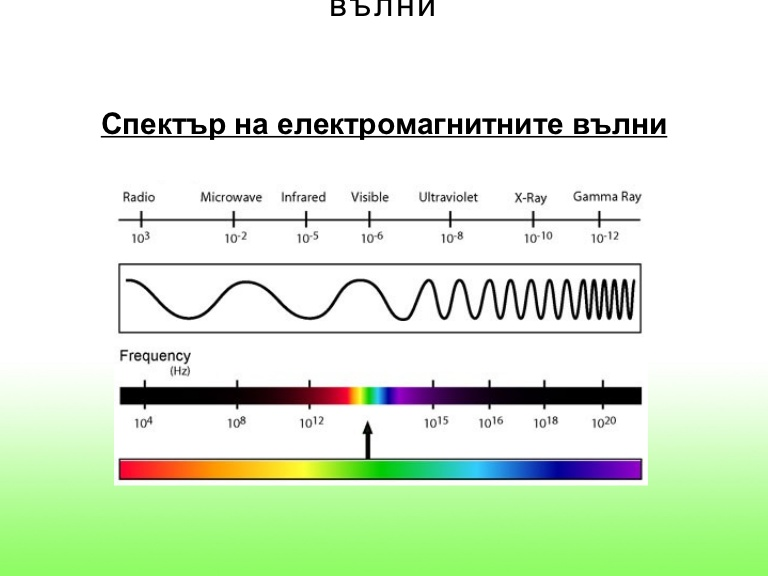 вълни
Спектър на електромагнитните вълни
Radio Microwave Infrared Visible Ultraviolet X-Ray Gamma Ray
10³ 10⁻² 10⁻⁵ 10⁻⁶ 10⁻⁸ 10⁻¹⁰ 10⁻¹²
Frequency
(Hz)
10⁴ 10⁸ 10¹² 10¹⁵ 10¹⁶ 10¹⁸ 10²⁰